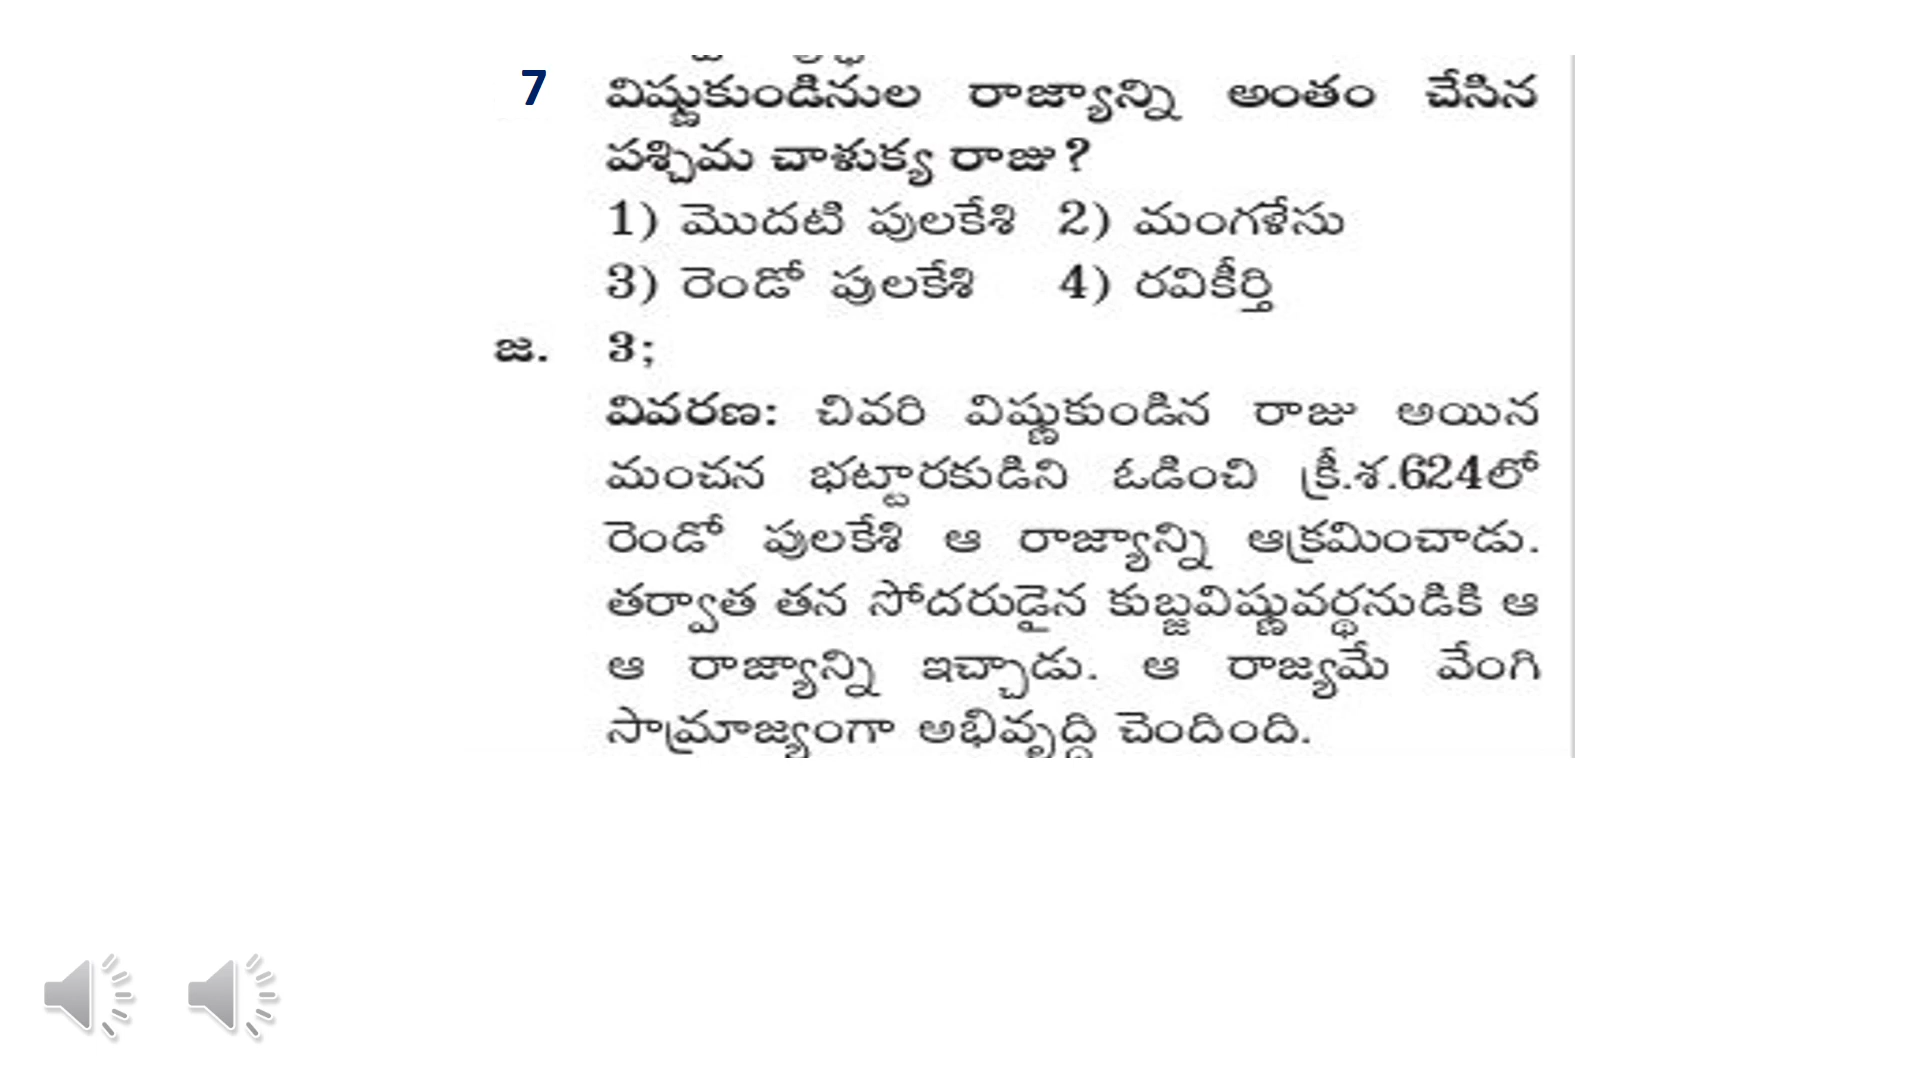 7 విష్ణుకుండినుల రాజ్యాన్ని అంతం చేసిన
పశ్చిమ చాళుక్య రాజు?
1) మొదటి పులకేశి 2) మంగళేసు
3) రెండో పులకేశి 4) రవికీర్తి
జ. 3;
వివరణ: చివరి విష్ణుకుండిన రాజు అయిన
మంచన భట్టారకుడిని ఓడించి క్రీ.శ.624లో
రెండో పులకేశి ఆ రాజ్యాన్ని ఆక్రమించాడు.
తర్వాత తన సోదరుడైన కుబ్జవిష్ణువర్థనుడికి ఆ
ఆ రాజ్యాన్ని ఇచ్చాడు. ఆ రాజ్యమే వేంగి
సామ్రాజ్యంగా అభివృద్ధి చెందింది.